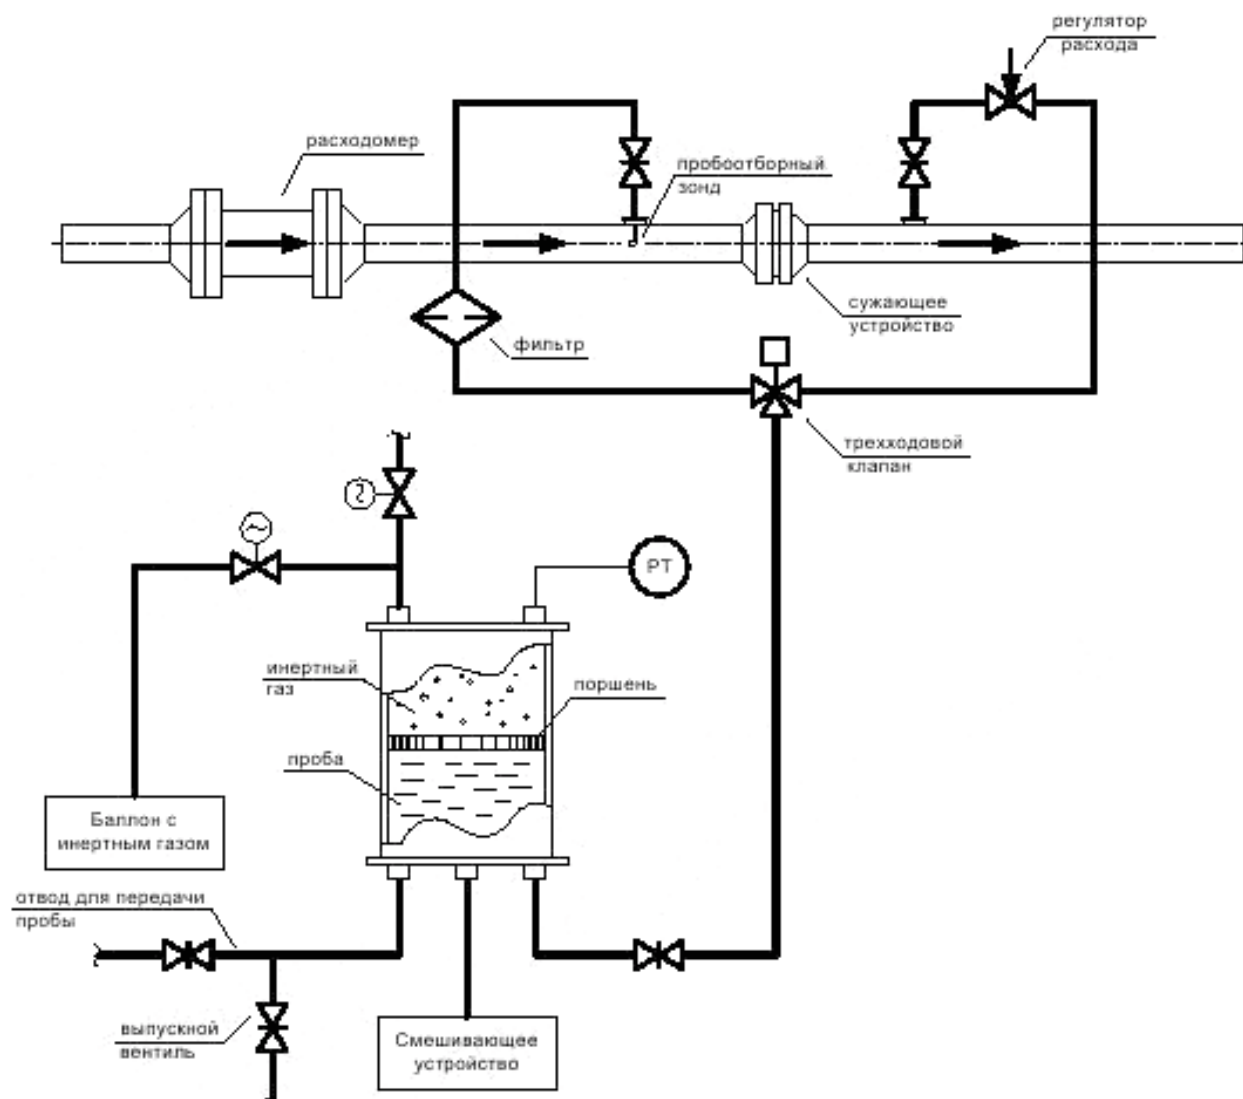 регулятор
расхода
расходомер
пробоотборный
зонд
сужающее
устройство
фильтр
трехходовой
клапан
PT
инертный
газ
поршень
проба
Баллон с
инертным газом
отвод для передачи
пробы
выпускной
вентиль
Смешивающее
устройство